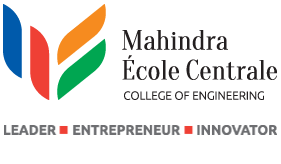 Mahindra
École Centrale
COLLEGE OF ENGINEERING
LEADER ■ ENTREPRENEUR ■ INNOVATOR